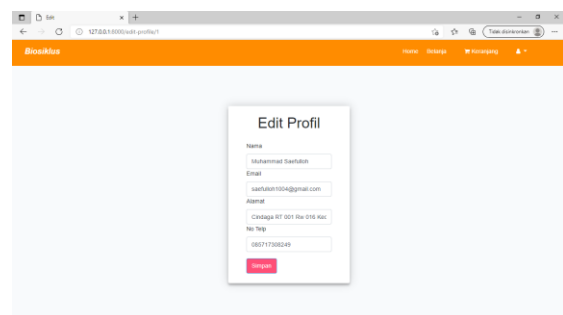 Edit
127.0.0.1:8000/edit-profile/1
Tidak disinkronkan
Biosiklus
Home Belanja Keranjang
Edit Profil
Nama
Muhammad Saefulloh
Email
saefulloh1004@gmail.com
Alamat
Cindaga RT 001 Rw 016 Kec
No Telp
085717308249
Simpan